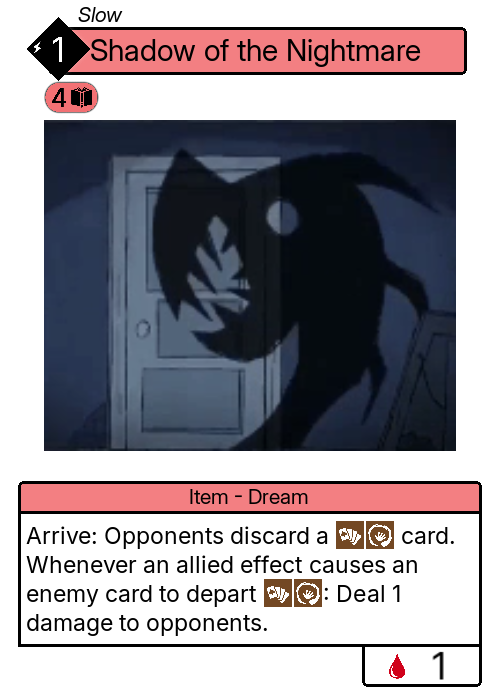 Slow
1 Shadow of the Nightmare
4
Item - Dream
Arrive: Opponents discard a card.
Whenever an allied effect causes an
enemy card to depart : Deal 1
damage to opponents.
1